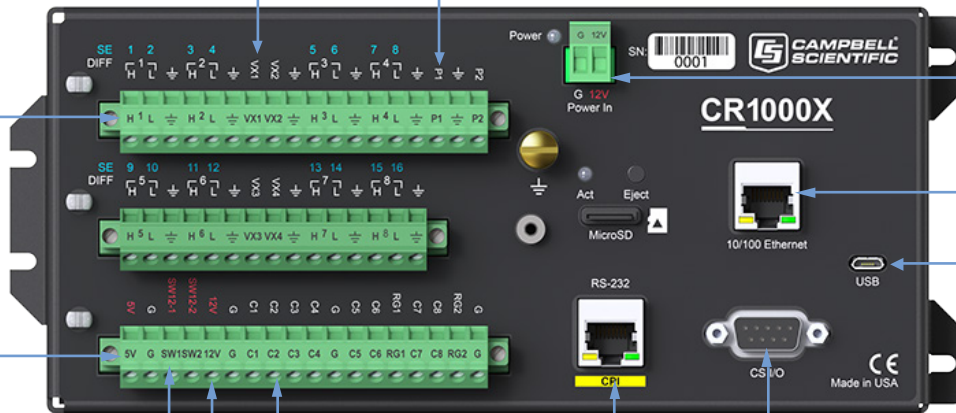 Power
G 12V
G 12V
Power In
SN:
0001
CAMPBELL®
SCIENTIFIC
CR1000X
SE 1 2 3 4 5 6 7 8
DIFF H 1 L H 2 L VX1 VX2 H 3 L H 4 L P1 P2
H 1 L H 2 L VX1 VX2 H 3 L H 4 L P1 P2
SE 9 10 11 12 13 14 15 16
DIFF H 5 L H 6 L VX3 VX4 H 7 L H 8 L
H 5 L H 6 L VX3 VX4 H 7 L H 8 L
5V G SW12-1 SW12-2 12V G C1 C2 C3 C4 G C5 C6 RG1 C7 C8 RG2 G
5V G SW1 SW2 12V G C1 C2 C3 C4 G C5 C6 RG1 C7 C8 RG2 G
Act Eject
MicroSD
10/100 Ethernet
USB
RS-232
CPI
CS I/O
CE
Made in USA